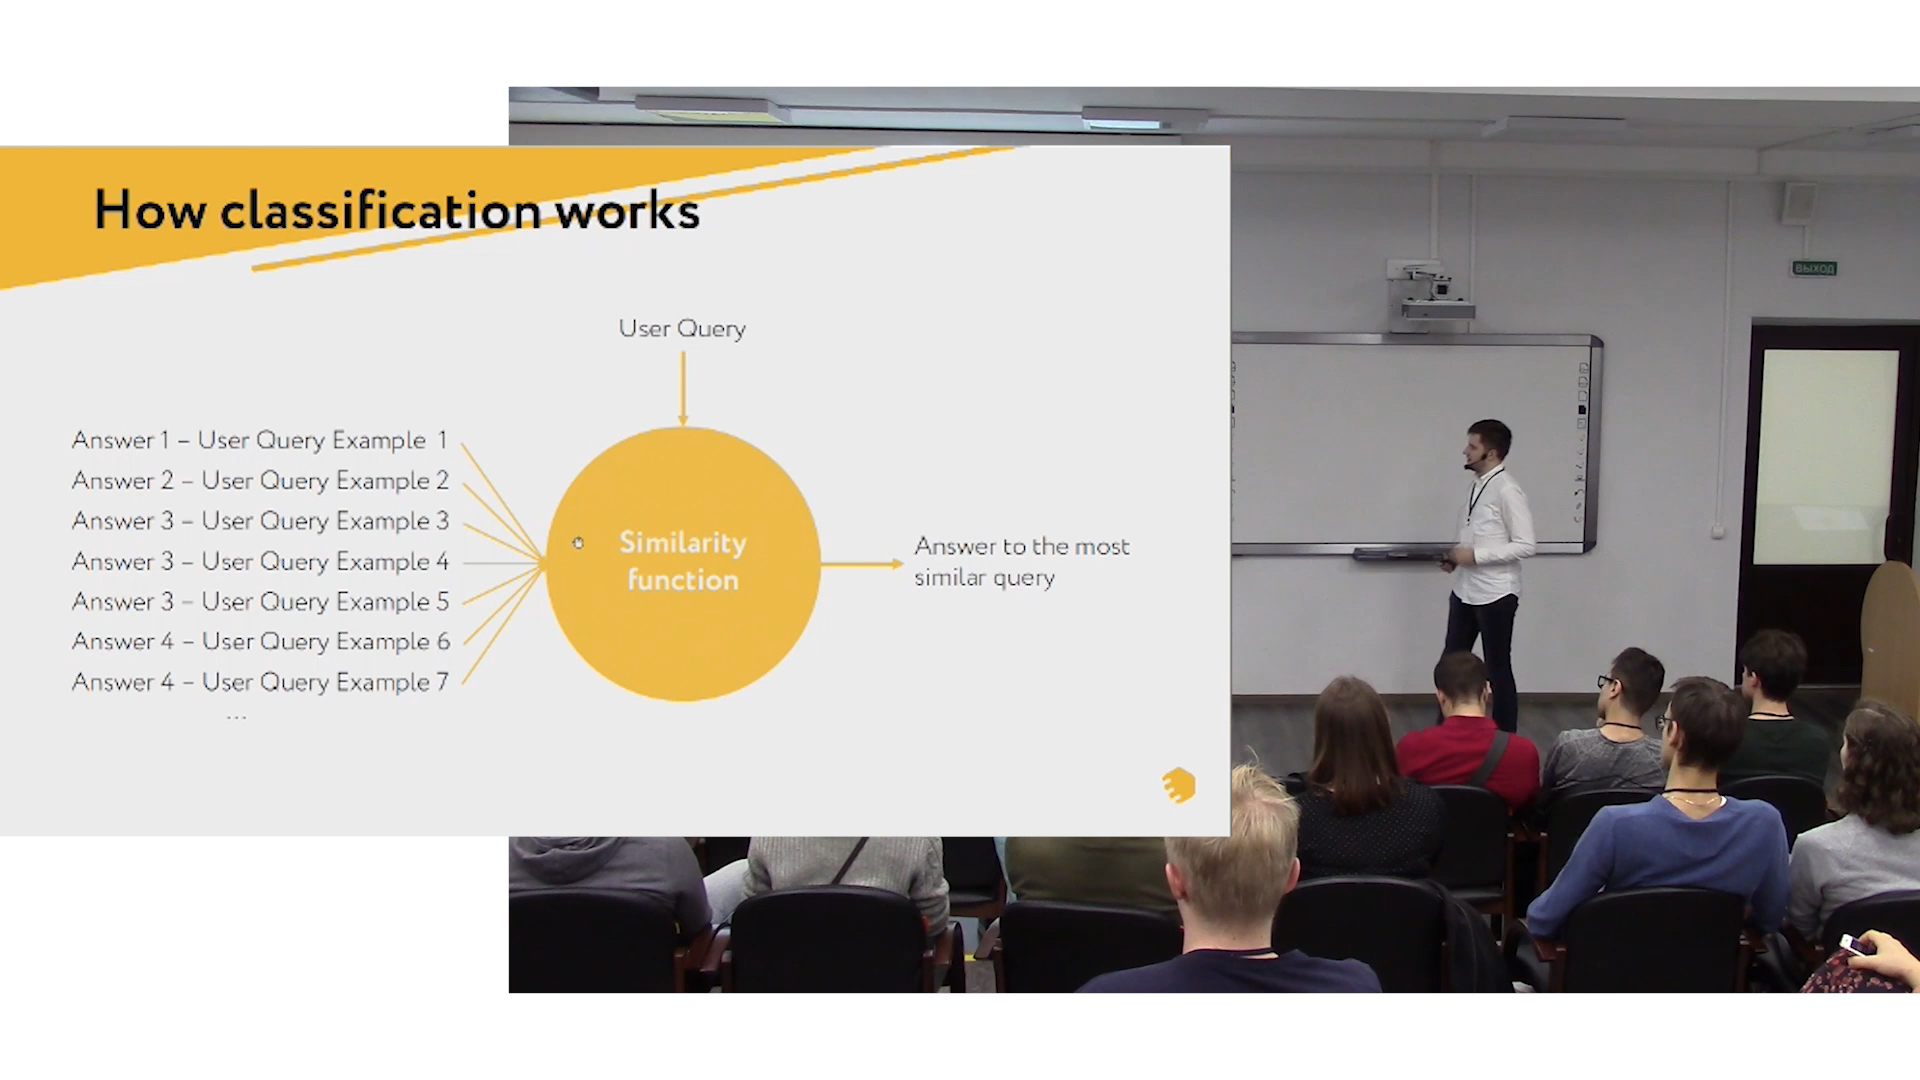 How classification works
User Query
Answer 1 – User Query Example 1
Answer 2 – User Query Example 2
Answer 3 – User Query Example 3
Answer 3 – User Query Example 4
Answer 3 – User Query Example 5
Answer 4 – User Query Example 6
Answer 4 – User Query Example 7
...
Similarity
function
Answer to the most
similar query
ВЫХОД